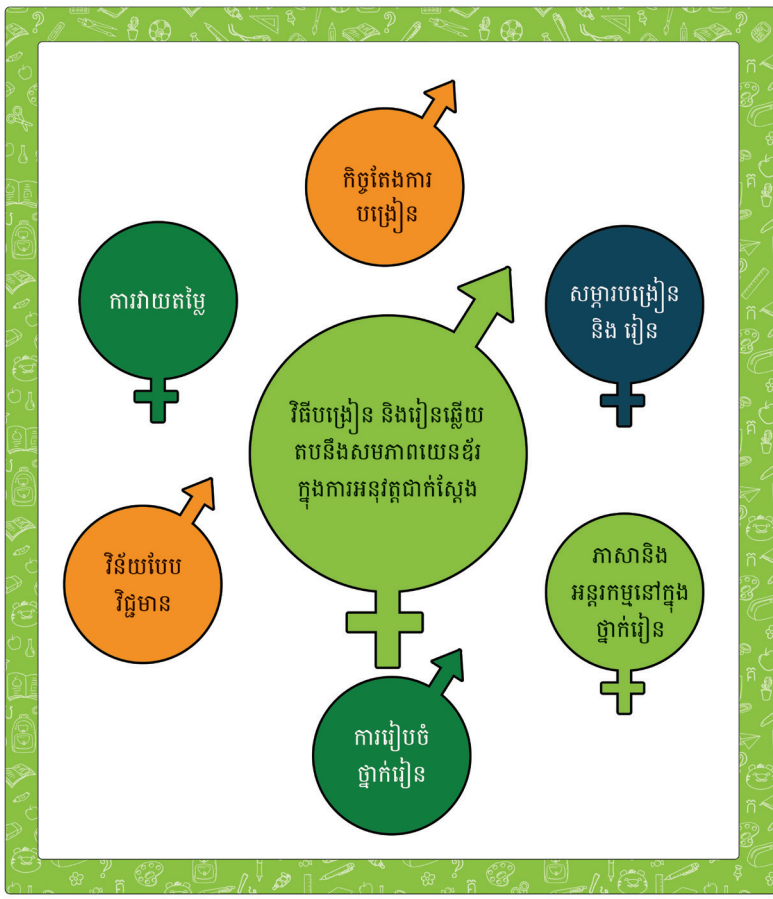 កិច្ចតែងការ
បង្រៀន
ការវាយតម្លៃ
សម្ភារបង្រៀន
និង រៀន
វិធីបង្រៀន និងរៀនឆ្លើយ
តបនឹងសមភាពយេនឌ័រ
ក្នុងការអនុវត្តជាក់ស្តែង
វិន័យបែប
វិជ្ជមាន
ភាសានិង
អន្តរកម្មនៅក្នុង
ថ្នាក់រៀន
ការរៀបចំ
ថ្នាក់រៀន